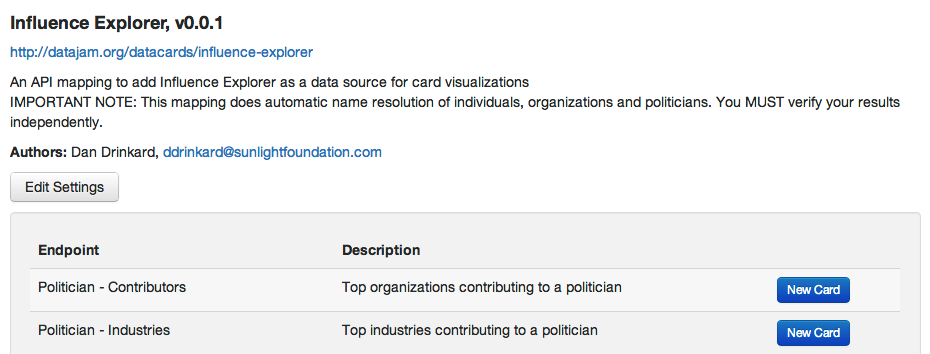 Influence Explorer, v0.0.1
http://datajam.org/datacards/influence-explorer
An API mapping to add Influence Explorer as a data source for card visualizations
IMPORTANT NOTE: This mapping does automatic name resolution of individuals, organizations and politicians. You MUST verify your results
independently.
Authors: Dan Drinkard, ddrinkard@sunlightfoundation.com
Edit Settings
Endpoint Description
Politician - Contributors Top organizations contributing to a politician New Card
Politician - Industries Top industries contributing to a politician New Card